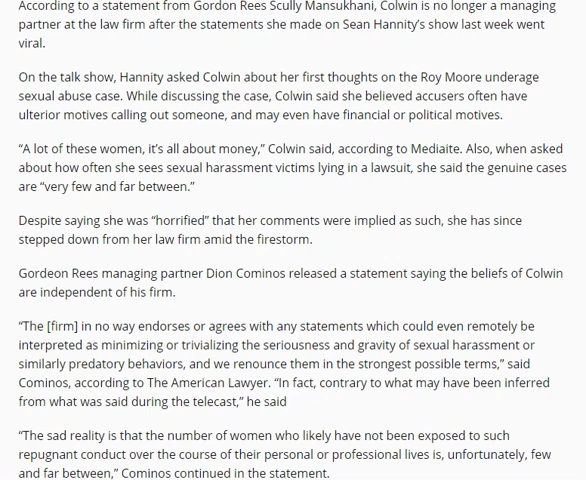 According to a statement from Gordon Rees Scully Mansukhani, Colwin is no longer a managing
partner at the law firm after the statements she made on Sean Hannity's show last week went
viral.
On the talk show, Hannity asked Colwin about her first thoughts on the Roy Moore underage
sexual abuse case. While discussing the case, Colwin said she believed accusers often have
ulterior motives calling out someone, and may even have financial or political motives.
“A lot of these women, it's all about money,” Colwin said, according to Mediaite. Also, when asked
about how often she sees sexual harassment victims lying in a lawsuit, she said the genuine cases
are “very few and far between.”
Despite saying she was “horrified” that her comments were implied as such, she has since
stepped down from her law firm amid the firestorm.
Gordeon Rees managing partner Dion Cominos released a statement saying the beliefs of Colwin
are independent of his firm.
“The [firm] in no way endorses or agrees with any statements which could even remotely be
interpreted as minimizing or trivializing the seriousness and gravity of sexual harassment or
similarly predatory behaviors, and we renounce them in the strongest possible terms,” said
Cominos, according to The American Lawyer. “In fact, contrary to what may have been inferred
from what was said during the telecast,” he said
“The sad reality is that the number of women who likely have not been exposed to such
repugnant conduct over the course of their personal or professional lives is, unfortunately, few
and far between,” Cominos continued in the statement.